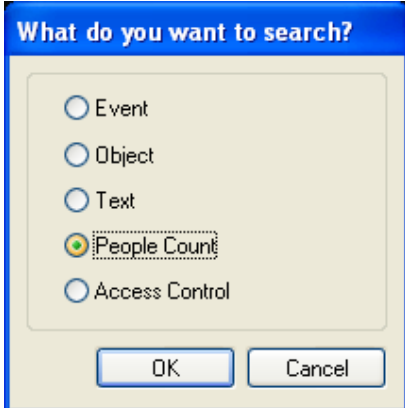 What do you want to search?
Event
Object
Text
People Count
Access Control
OK Cancel